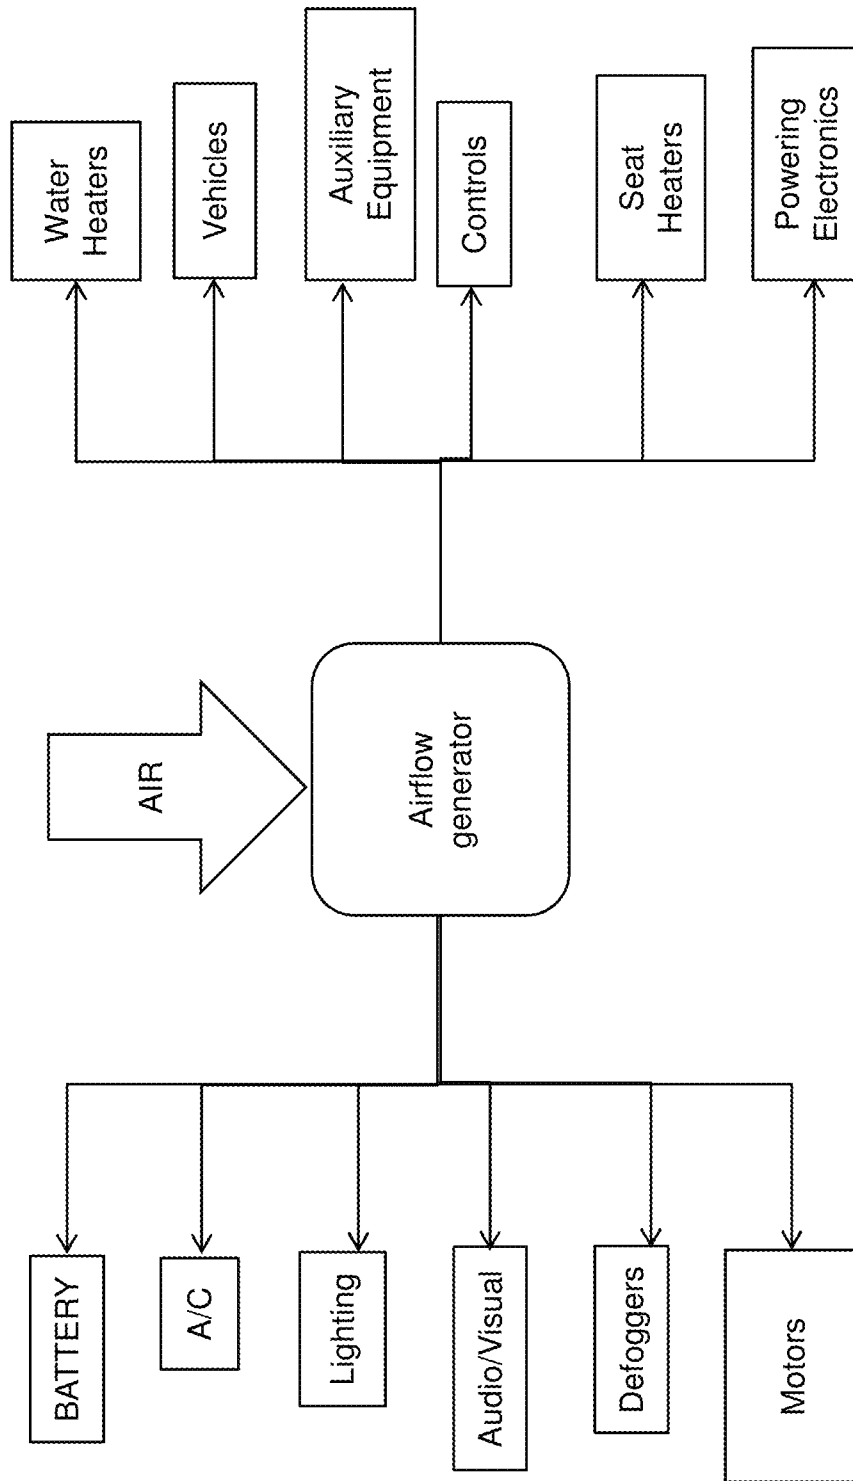 BATTERY
A/C
Lighting
Audio/Visual
Defoggers
Motors
AIR
Airflow
generator
Water
Heaters
Vehicles
Auxiliary
Equipment
Controls
Seat
Heaters
Powering
Electronics